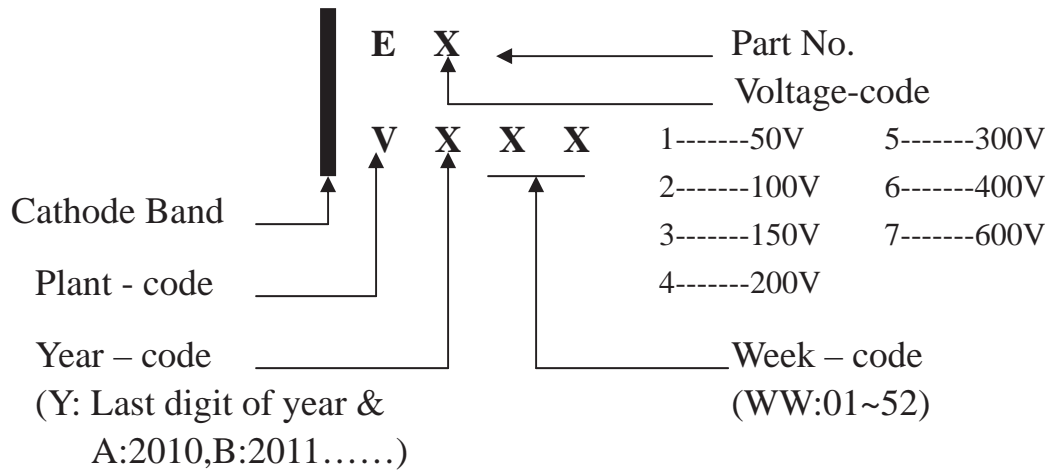 E X Part No.
Voltage-code
V X X X 1-------50V 5-------300V
2-------100V 6-------400V
Cathode Band 3-------150V 7-------600V
Plant - code 4-------200V
Year – code Week – code
(Y: Last digit of year & (WW:01~52)
A:2010,B:2011……)